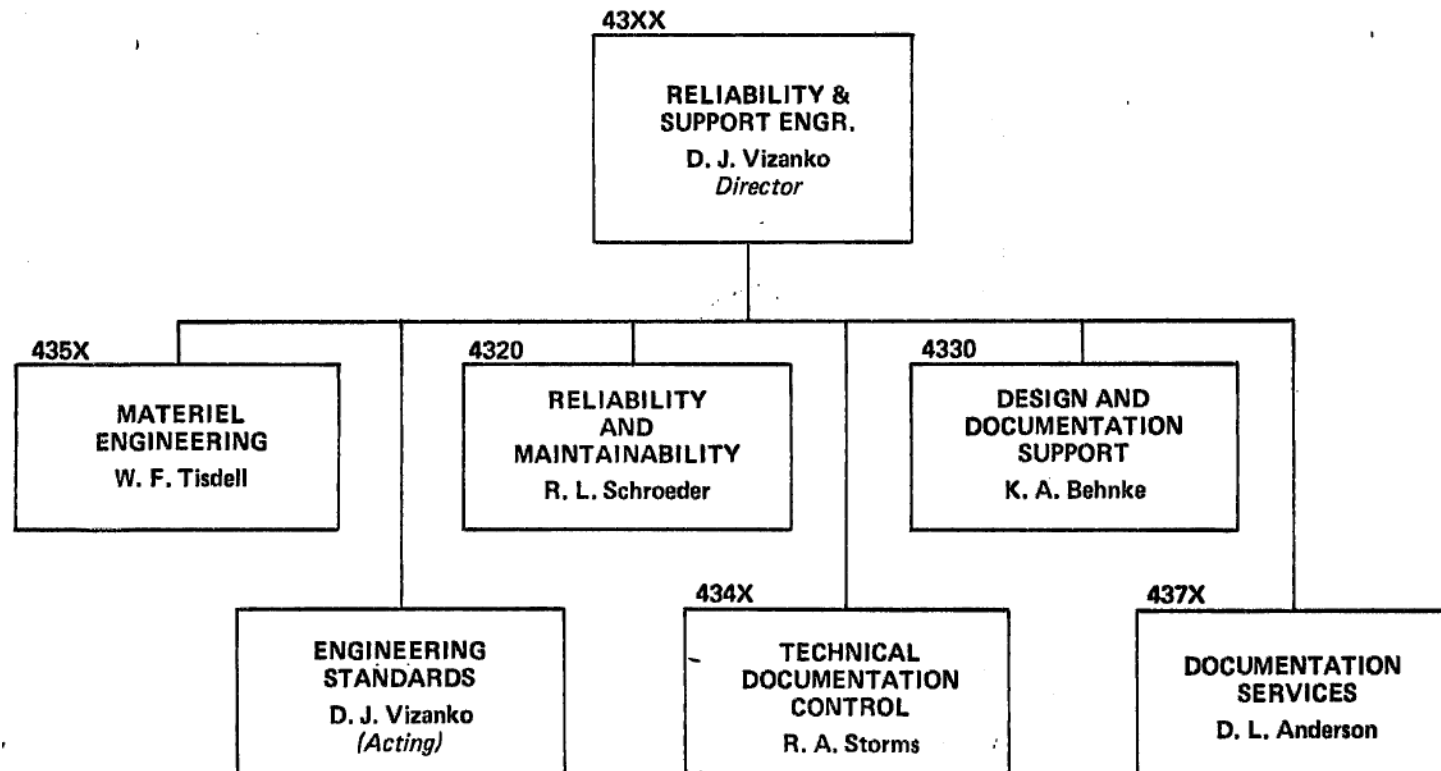 43XX
RELIABILITY &
SUPPORT ENGR.
D. J. Vizanko
Director
435X
MATERIEL
ENGINEERING
W. F. Tisdell
4320
RELIABILITY
AND
MAINTAINABILITY
R. L. Schroeder
4330
DESIGN AND
DOCUMENTATION
SUPPORT
K. A. Behnke
ENGINEERING
STANDARDS
D. J. Vizanko
(Acting)
434X
TECHNICAL
DOCUMENTATION
CONTROL
R. A. Storms
437X
DOCUMENTATION
SERVICES
D. L. Anderson